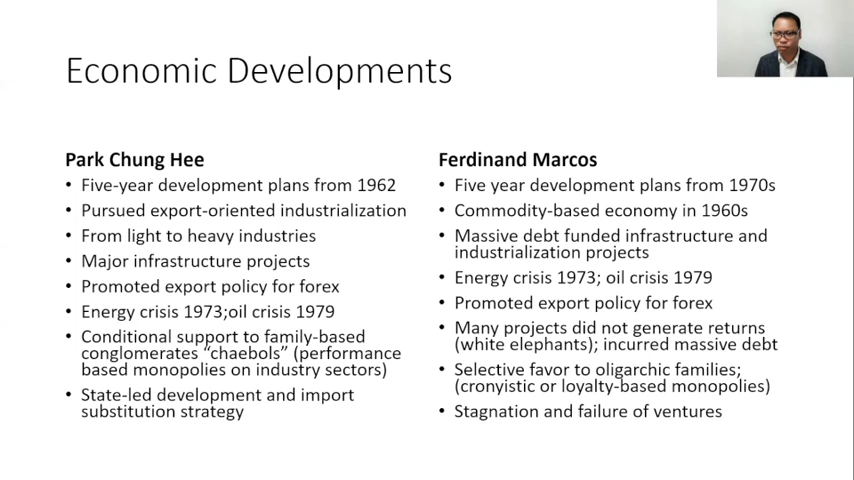 Economic Developments
Park Chung Hee
• Five-year development plans from 1962
• Pursued export-oriented industrialization
• From light to heavy industries
• Major infrastructure projects
• Promoted export policy for forex
• Energy crisis 1973;oil crisis 1979
• Conditional support to family-based
conglomerates “chaebols” (performance
based monopolies on industry sectors)
• State-led development and import
substitution strategy
Ferdinand Marcos
• Five year development plans from 1970s
• Commodity-based economy in 1960s
• Massive debt funded infrastructure and
industrialization projects
• Energy crisis 1973; oil crisis 1979
• Promoted export policy for forex
• Many projects did not generate returns
(white elephants); incurred massive debt
• Selective favor to oligarchic families;
(cronyistic or loyalty-based monopolies)
• Stagnation and failure of ventures